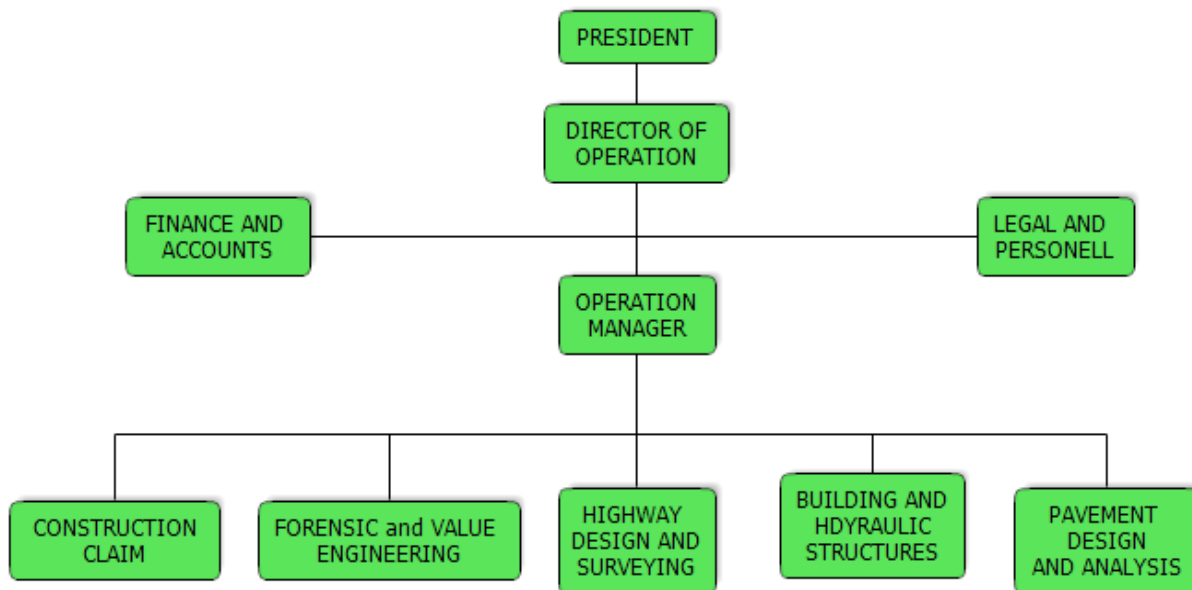 PRESIDENT
DIRECTOR OF
OPERATION
FINANCE AND
ACCOUNTS
LEGAL AND
PERSONELL
OPERATION
MANAGER
CONSTRUCTION
CLAIM
FORENSIC and VALUE
ENGINEERING
HIGHWAY
DESIGN AND
SURVEYING
BUILDING AND
HDYRAULIC
STRUCTURES
PAVEMENT
DESIGN
AND ANALYSIS